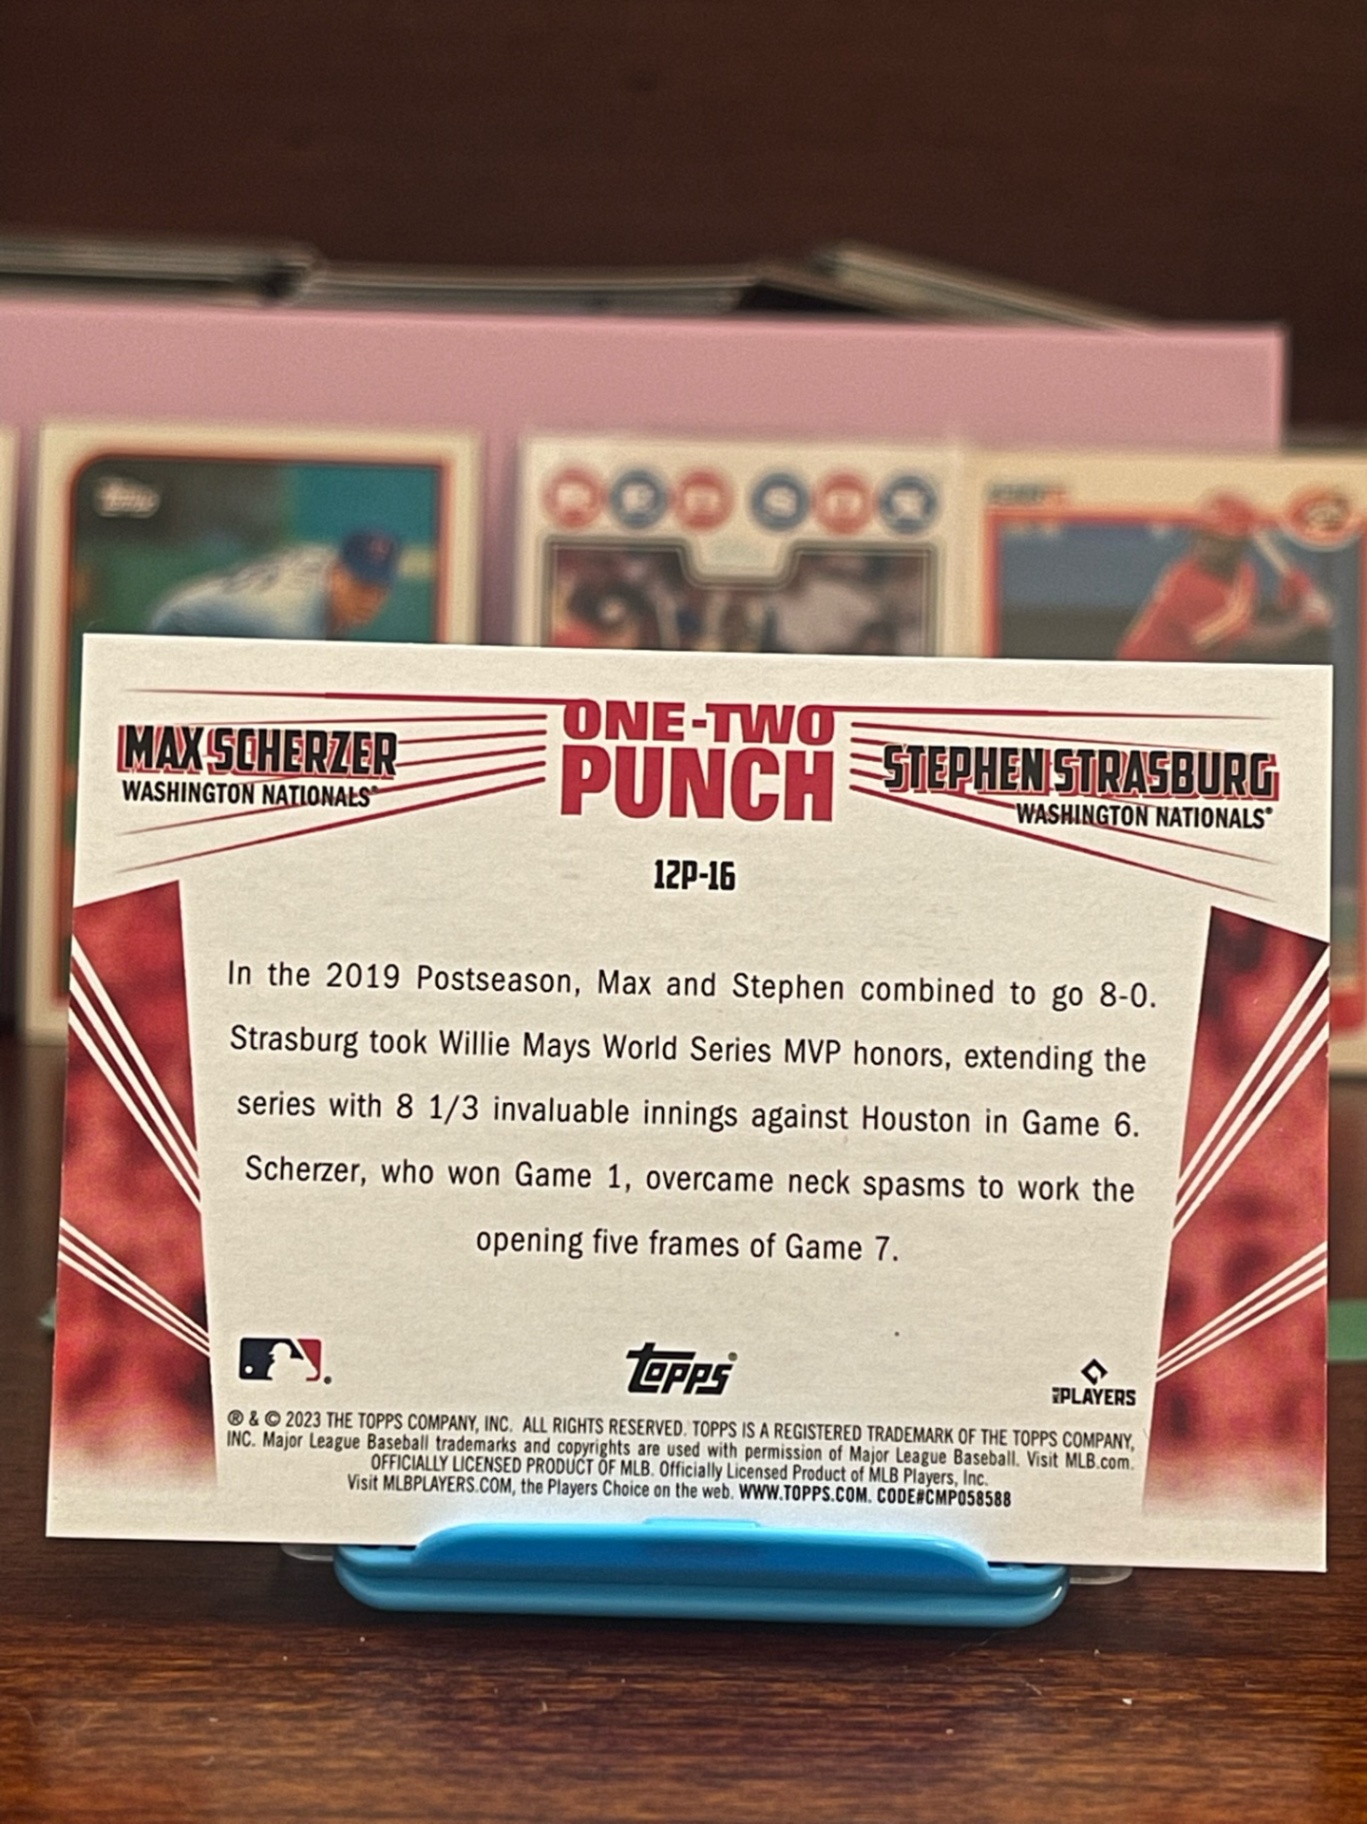 Topps
RED SOX
ONE-TWO
PUNCH
MAX SCHERZER
WASHINGTON NATIONALS®
STEPHEN STRASBURG
WASHINGTON NATIONALS®
12P-16
In the 2019 Postseason, Max and Stephen combined to go 8-0.
Strasburg took Willie Mays World Series MVP honors, extending the
series with 8 1/3 invaluable innings against Houston in Game 6.
Scherzer, who won Game 1, overcame neck spasms to work the
opening five frames of Game 7.
Topps®
PLAYERS
® & © 2023 THE TOPPS COMPANY, INC. ALL RIGHTS RESERVED. TOPPS IS A REGISTERED TRADEMARK OF THE TOPPS COMPANY,
INC. Major League Baseball trademarks and copyrights are used with permission of Major League Baseball. Visit MLB.com.
OFFICIALLY LICENSED PRODUCT OF MLB. Officially Licensed Product of MLB Players, Inc.
Visit MLBPLAYERS.COM, the Players Choice on the web. WWW.TOPPS.COM. CODE#CMP058588